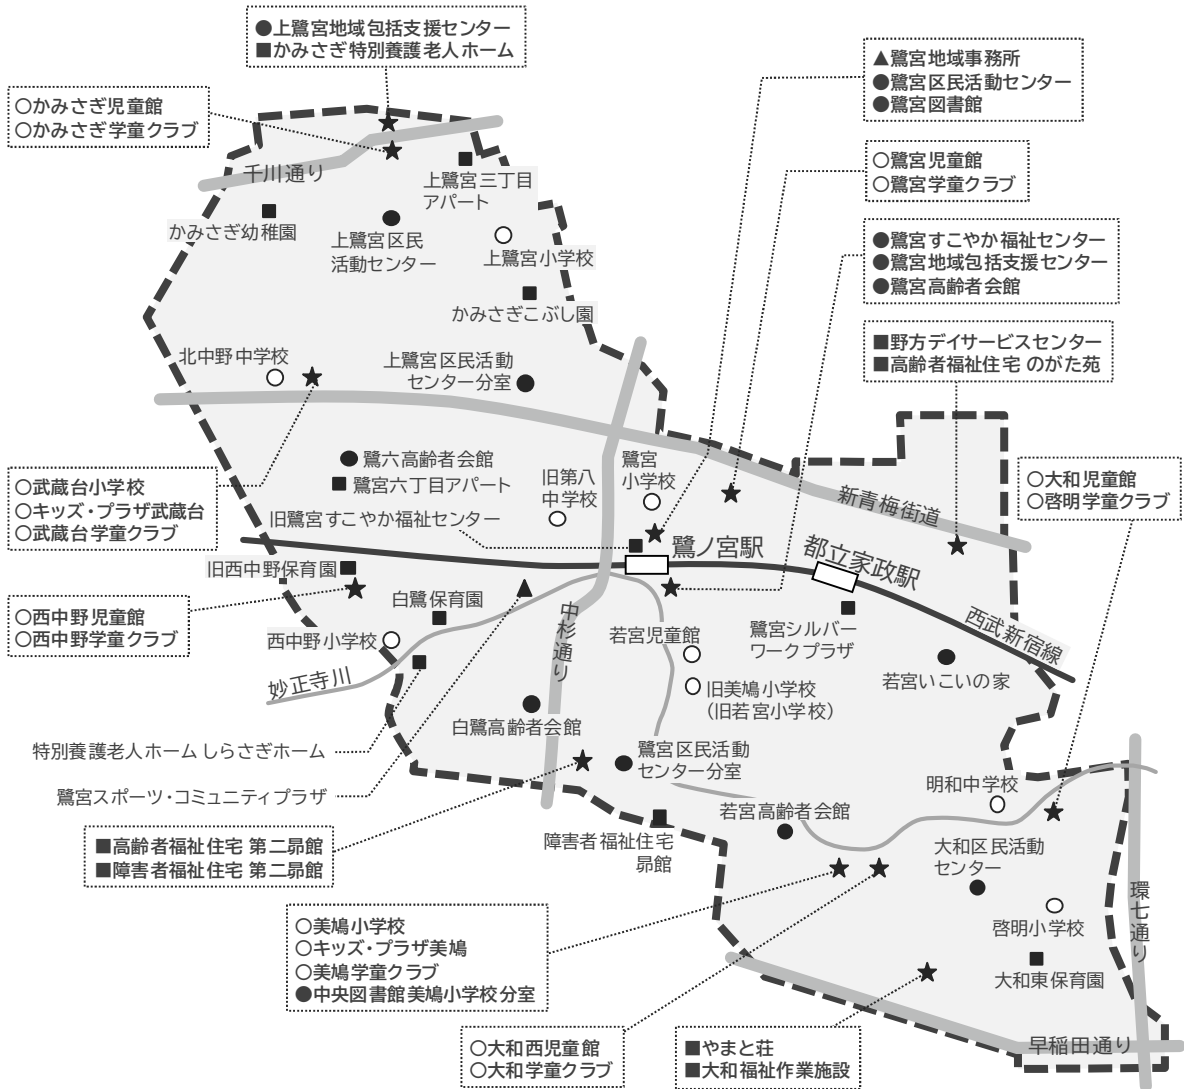 ●上鷺宮地域包括支援センター
■かみさぎ特別養護老人ホーム
○かみさぎ児童館
○かみさぎ学童クラブ
▲鷺宮地域事務所
●鷺宮区民活動センター
●鷺宮図書館
○鷺宮児童館
○鷺宮学童クラブ
●鷺宮すこやか福祉センター
●鷺宮地域包括支援センター
●鷺宮高齢者会館
■野方デイサービスセンター
■高齢者福祉住宅 のがた苑
千川通り
上鷺宮三丁目
アパート
かみさぎ幼稚園
上鷺宮区民
活動センター
上鷺宮小学校
かみさぎこぶし園
北中野中学校
上鷺宮区民活動
センター分室
鷺六高齢者会館
鷺宮六丁目アパート
旧第八
中学校
鷺宮
小学校
旧鷺宮すこやか福祉センター
新青梅街道
○大和児童館
○啓明学童クラブ
○武蔵台小学校
○キッズ・プラザ武蔵台
○武蔵台学童クラブ
鷺ノ宮駅
都立家政駅
西武新宿線
旧西中野保育園
白鷺保育園
○西中野児童館
○西中野学童クラブ
西中野小学校
妙正寺川
中杉通り
若宮児童館
鷺宮シルバー
ワークプラザ
若宮いこいの家
旧美鳩小学校
(旧若宮小学校)
白鷺高齢者会館
鷺宮区民活動
センター分室
特別養護老人ホーム しらさぎホーム
鷺宮スポーツ・コミュニティプラザ
■高齢者福祉住宅 第二昴館
■障害者福祉住宅 第二昴館
障害者福祉住宅
昴館
若宮高齢者会館
明和中学校
大和区民活動
センター
啓明小学校
大和東保育園
環七通り
早稲田通り
○美鳩小学校
○キッズ・プラザ美鳩
○美鳩学童クラブ
●中央図書館美鳩小学校分室
○大和西児童館
○大和学童クラブ
■やまと荘
■大和福祉作業施設